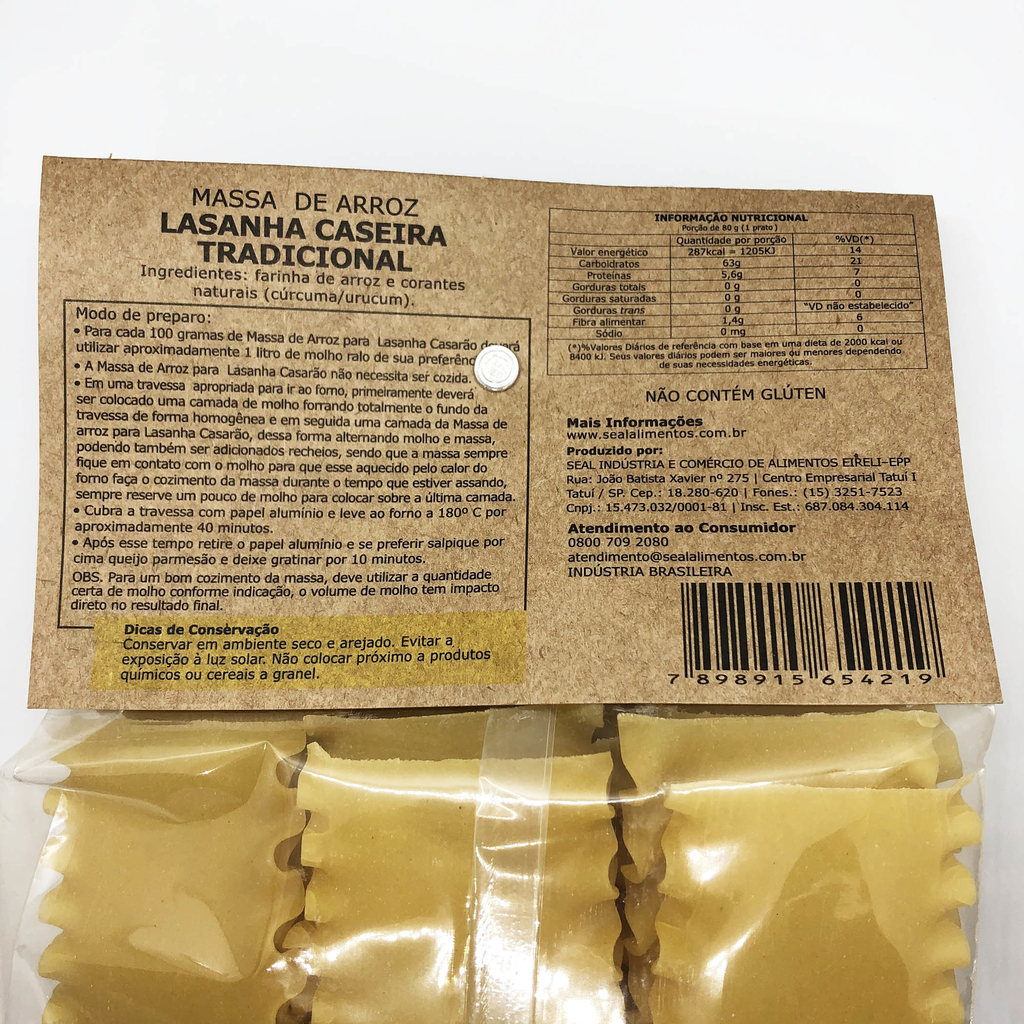 MASSA DE ARROZ
LASANHA CASEIRA
TRADICIONAL
Ingredientes: farinha de arroz e corantes
naturais (cúrcuma/urucum).
Modo de preparo:
• Para cada 100 gramas de Massa de Arroz para Lasanha Casarão deverá
utilizar aproximadamente 1 litro de molho ralo de sua
• A Massa de Arroz para Lasanha Casarão não necessita ser cozida.
• Em uma travessa apropriada para ir ao forno, primeiramente deverá
ser colocado uma camada de molho forrando totalmente o fundo da
travessa de forma homogênea e em seguida uma camada da Massa de
arroz para Lasanha Casarão, dessa forma alternando molho e massa,
podendo também ser adicionados recheios, sendo que a massa sempre
fique em contato com o molho para que esse aquecido pelo calor do
forno faça o cozimento da massa durante o tempo que estiver assando,
sempre reserve um pouco de molho para colocar sobre a última camada.
• Cubra a travessa com papel alumínio e leve ao forno a 180º C por
aproximadamente 40 minutos.
• Após esse tempo retire o papel alumínio e se preferir salpique por
cima queijo parmesão e deixe gratinar por 10 minutos.
OBS. Para um bom cozimento da massa, deve utilizar a quantidade
certa de molho conforme indicação, o volume de molho tem impacto
direto no resultado final.
Dicas de Conservação
Conservar em ambiente seco e arejado. Evitar a
exposição à luz solar. Não colocar próximo a produtos
químicos ou cereais a granel.
INFORMAÇÃO NUTRICIONAL
Porção de 80 g (1 prato)
Quantidade por porção %VD(*)
Valor energético 287kcal = 1205KJ 14
Carboidratos 63g 21
Proteínas 5,6g 7
Gorduras totais 0 g 0
Gorduras saturadas 0 g 0
Gorduras trans 0 g "VD não estabelecido"
Fibra alimentar 1,4g 6
Sódio 0 mg 0
(*)%Valores Diários de referência com base em uma dieta de 2000 kcal ou
8400 kJ. Seus valores diários podem ser maiores ou menores dependendo
de suas necessidades energéticas.
NÃO CONTÉM GLÚTEN
Mais Informações
www.sealalimentos.com.br
Produzido por:
SEAL INDÚSTRIA E COMÉRCIO DE ALIMENTOS EIRELI-EPP
Rua: João Batista Xavier nº 275 | Centro Empresarial Tatuí I
Tatuí / SP. Cep.: 18.280-620 | Fones.: (15) 3251-7523
Cnpj.: 15.473.032/0001-81 | Insc. Est.: 687.084.304.114
Atendimento ao Consumidor
0800 709 2080
atendimento@sealalimentos.com.br
INDÚSTRIA BRASILEIRA
7 898915 654219